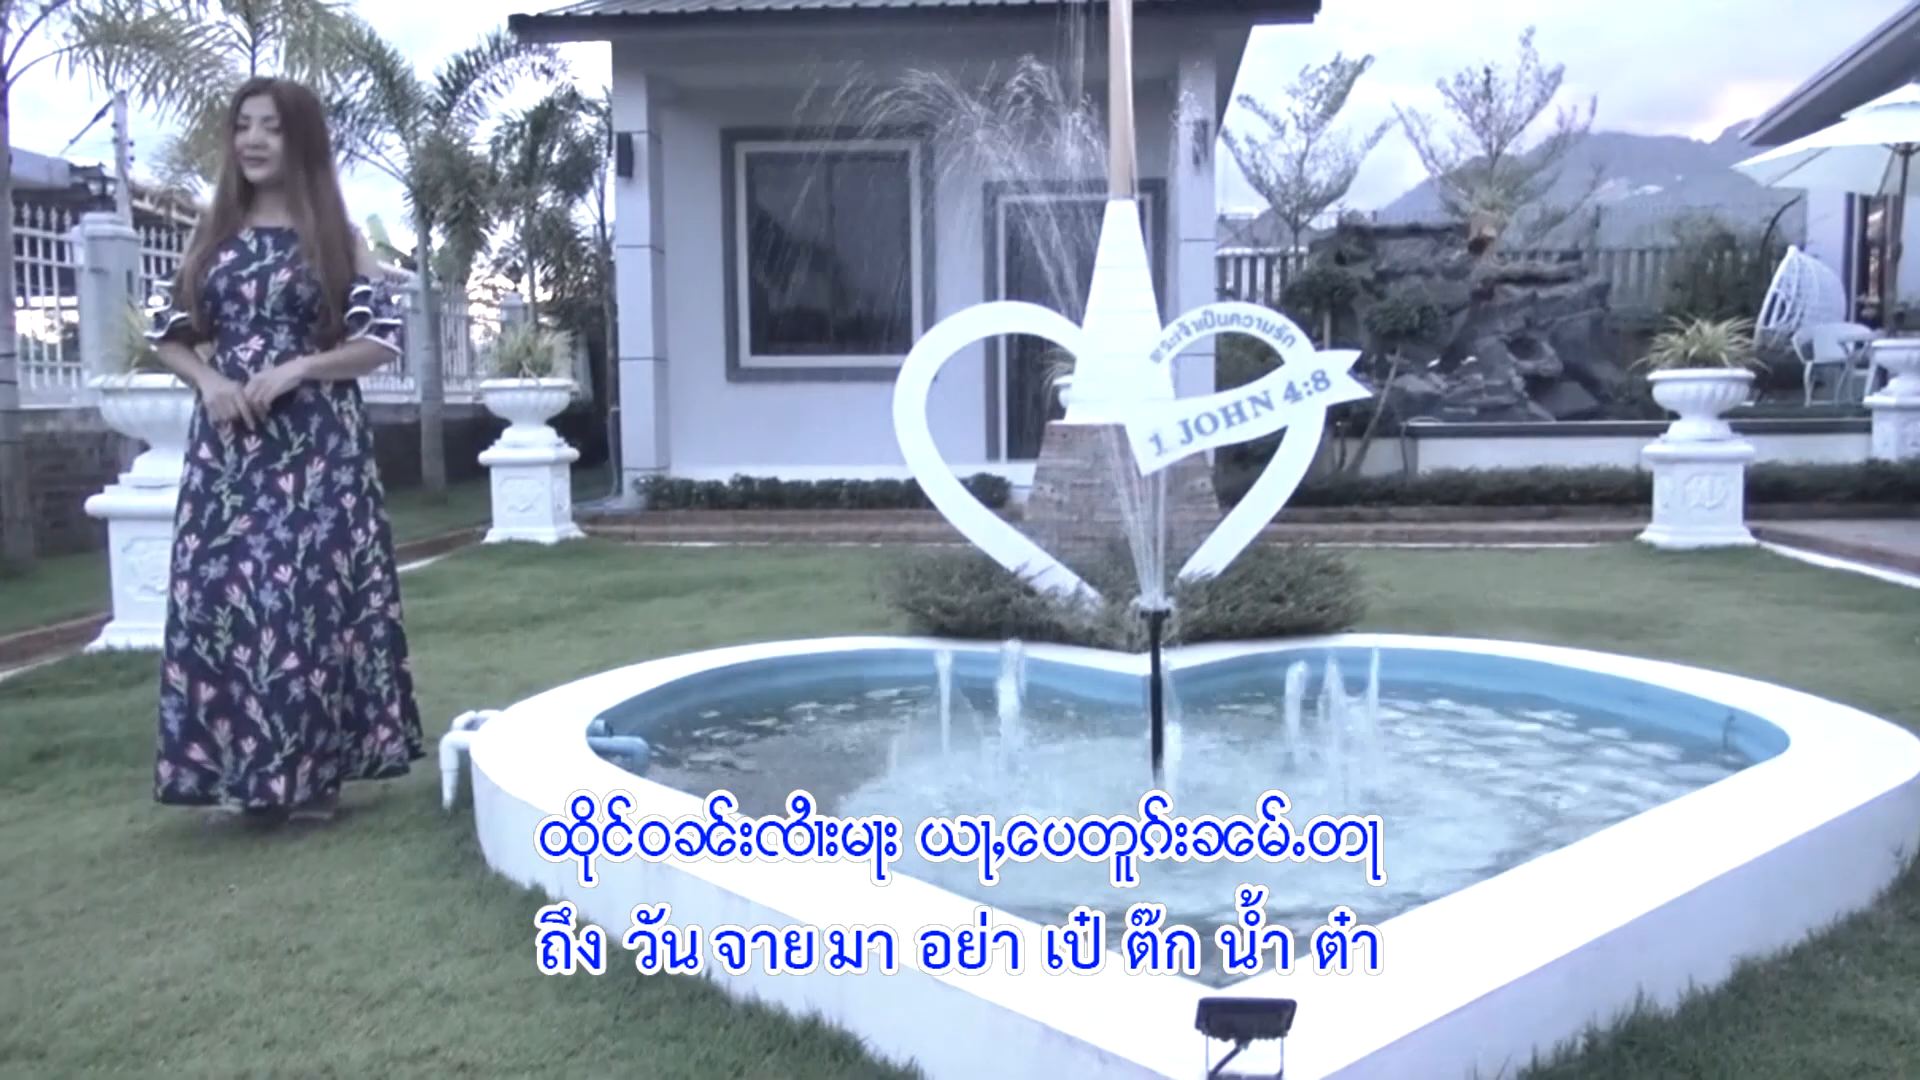 พระเจ้าเป็นความรัก
1 JOHN 4:8
ထိုင်ဝၼ်းၸၢႆးမႃး ယႃႇပေတူၵ်းၼမ်ႉတႃ
ถึง วัน จาย มา อย่า เป๋ ต๊ก น้ำ ต๋า